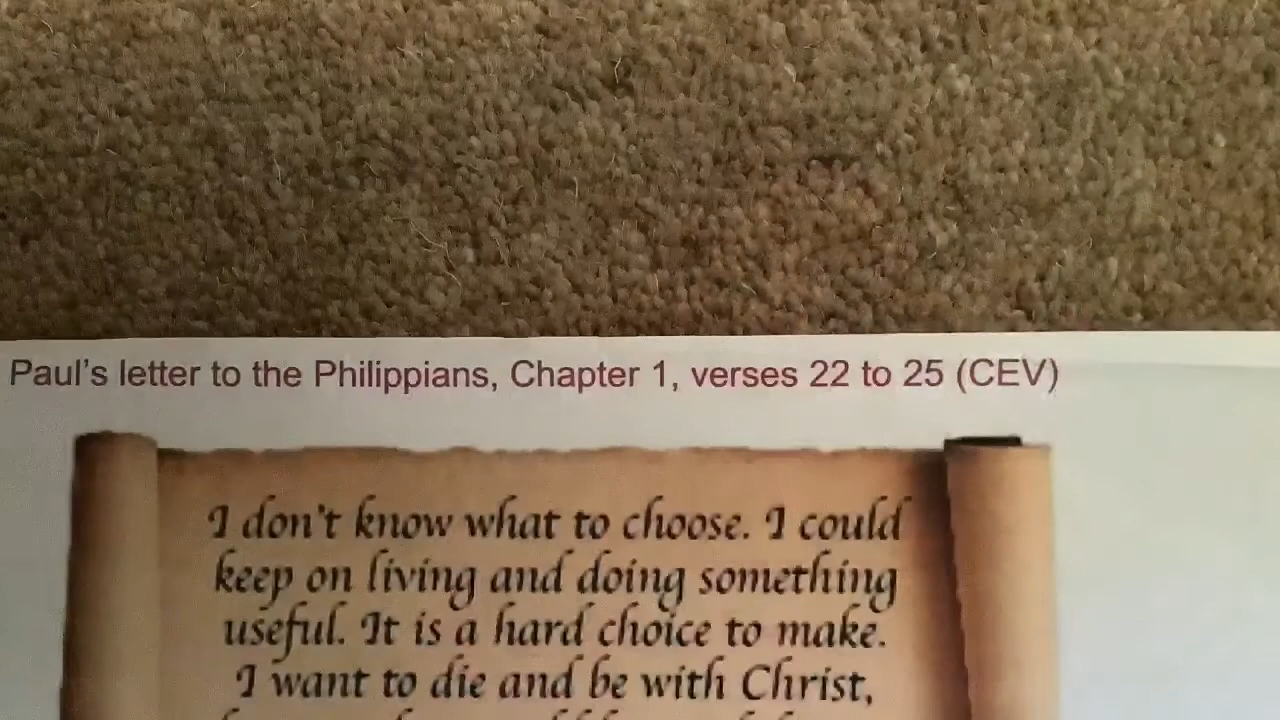 Paul's letter to the Philippians, Chapter 1, verses 22 to 25 (CEV)
I don't know what to choose. I could
keep on living and doing something
useful. It is a hard choice to make.
I want to die and be with Christ,